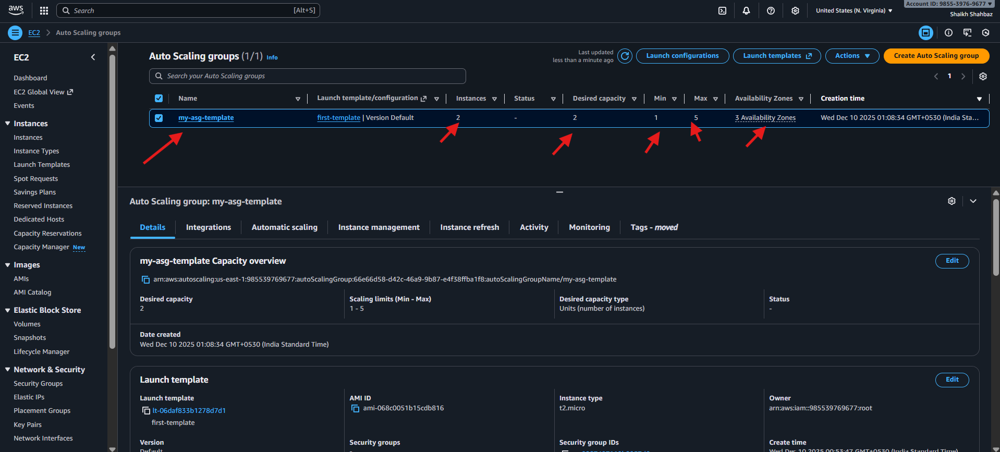 aws
Search [Alt+S]
United States (N. Virginia)
Account ID: 9855-3976-9677
Shaikh Shahbaz
EC2 Auto Scaling groups
EC2
Dashboard
EC2 Global View
Events
Instances
Instances
Instance Types
Launch Templates
Spot Requests
Savings Plans
Reserved Instances
Dedicated Hosts
Capacity Reservations
Capacity Manager New
Images
AMIs
AMI Catalog
Elastic Block Store
Volumes
Snapshots
Lifecycle Manager
Network & Security
Security Groups
Elastic IPs
Placement Groups
Key Pairs
Network Interfaces
Auto Scaling groups (1/1) Info
Last updated
less than a minute ago
Launch configurations
Launch templates
Actions
Create Auto Scaling group
Search your Auto Scaling groups
1
Name Launch template/configuration Instances Status Desired capacity Min Max Availability Zones Creation time
my-asg-template first-template | Version Default 2 - 2 1 5 3 Availability Zones Wed Dec 10 2025 01:08:34 GMT+0530 (India Sta...
Auto Scaling group: my-asg-template
Details Integrations Automatic scaling Instance management Instance refresh Activity Monitoring Tags - moved
my-asg-template Capacity overview
Edit
arn:aws:autoscaling:us-east-1:985539769677:autoScalingGroup:66e66d58-d42c-46a9-9b87-e4f38ffba1f8:autoScalingGroupName/my-asg-template
Desired capacity
2
Scaling limits (Min - Max)
1 - 5
Desired capacity type
Units (number of instances)
Status
-
Date created
Wed Dec 10 2025 01:08:34 GMT+0530 (India Standard Time)
Launch template
Edit
Launch template
lt-06daf833b1278d7d1
first-template
AMI ID
ami-068c0051b15cdb816
Instance type
t2.micro
Owner
arn:aws:iam::985539769677:root
Version
Default
Security groups
Security group IDs
Create time
Wed Dec 10 2025 00:53:47 GMT+0530 (India Standard Time)